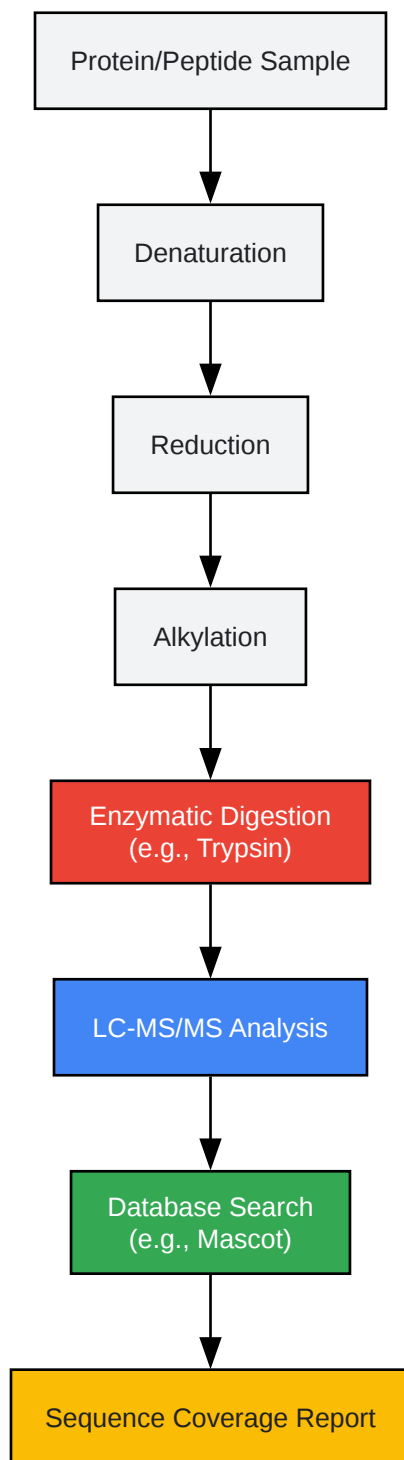 Protein/Peptide Sample
Denaturation
Reduction
Alkylation
Enzymatic Digestion
(e.g., Trypsin)
LC-MS/MS Analysis
Database Search
(e.g., Mascot)
Sequence Coverage Report